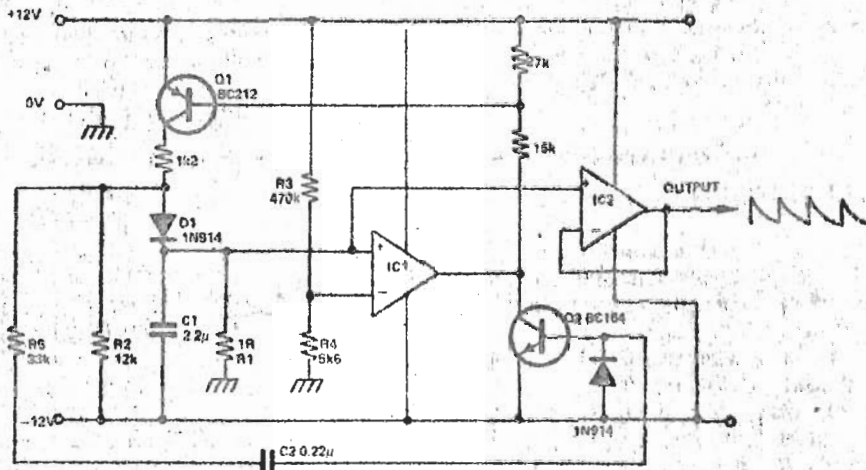 +12V
0V
Q1
BC212
1k2
D1
1N914
R3
470k
IC1
27k
15k
IC2
OUTPUT
C1
2.2μ
R1
R4
5k6
R2
12k
33k
Q2 BC184
1N914
-12V
C2 0.22μ